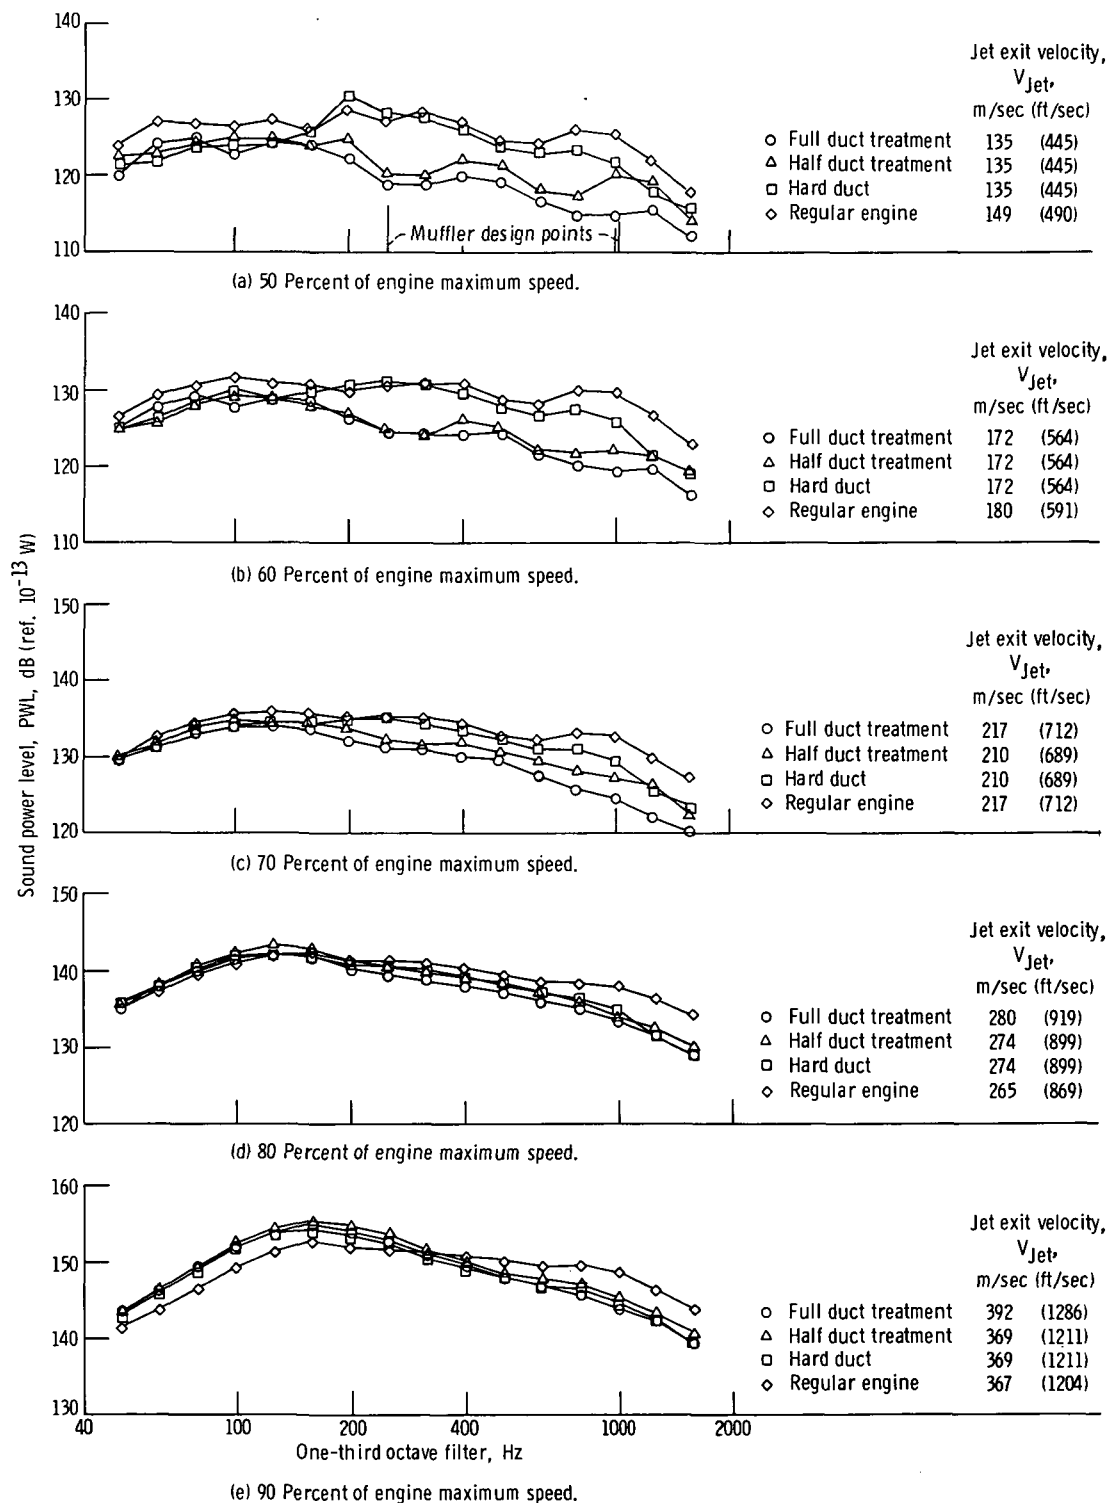 Sound power level, PWL, dB (ref. 10⁻¹³ W)
140
130
120
110
Muffler design points
Jet exit velocity,
VJet,
m/sec (ft/sec)
Full duct treatment 135 (445)
Half duct treatment 135 (445)
Hard duct 135 (445)
Regular engine 149 (490)
(a) 50 Percent of engine maximum speed.
140
130
120
110
Jet exit velocity,
VJet,
m/sec (ft/sec)
Full duct treatment 172 (564)
Half duct treatment 172 (564)
Hard duct 172 (564)
Regular engine 180 (591)
(b) 60 Percent of engine maximum speed.
150
140
130
120
Jet exit velocity,
VJet,
m/sec (ft/sec)
Full duct treatment 217 (712)
Half duct treatment 210 (689)
Hard duct 210 (689)
Regular engine 217 (712)
(c) 70 Percent of engine maximum speed.
150
140
130
120
Jet exit velocity,
VJet,
m/sec (ft/sec)
Full duct treatment 280 (919)
Half duct treatment 274 (899)
Hard duct 274 (899)
Regular engine 265 (869)
(d) 80 Percent of engine maximum speed.
160
150
140
130
Jet exit velocity,
VJet,
m/sec (ft/sec)
Full duct treatment 392 (1286)
Half duct treatment 369 (1211)
Hard duct 369 (1211)
Regular engine 367 (1204)
40 100 200 400 1000 2000
One-third octave filter, Hz
(e) 90 Percent of engine maximum speed.